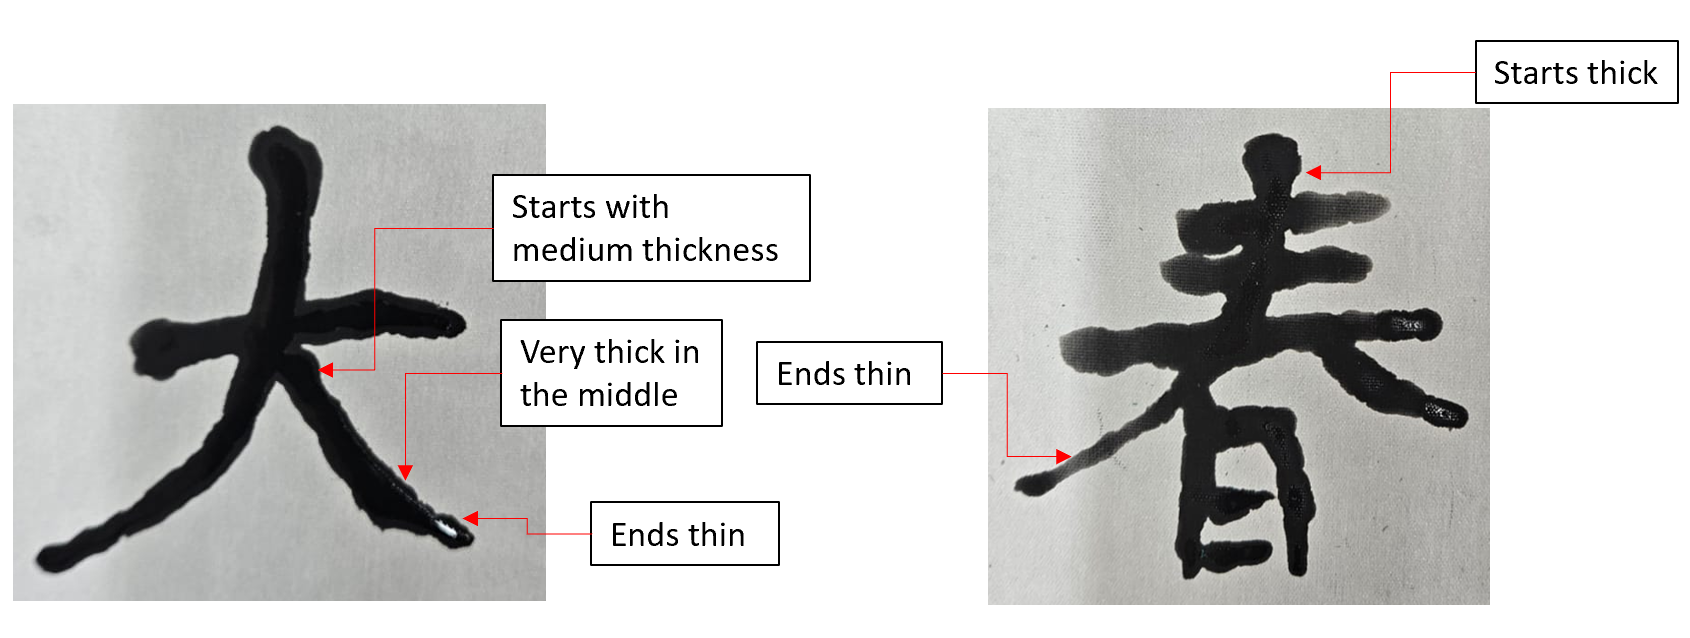 大
Starts with
medium thickness
Very thick in
the middle
Ends thin
Starts thick
Ends thin
春